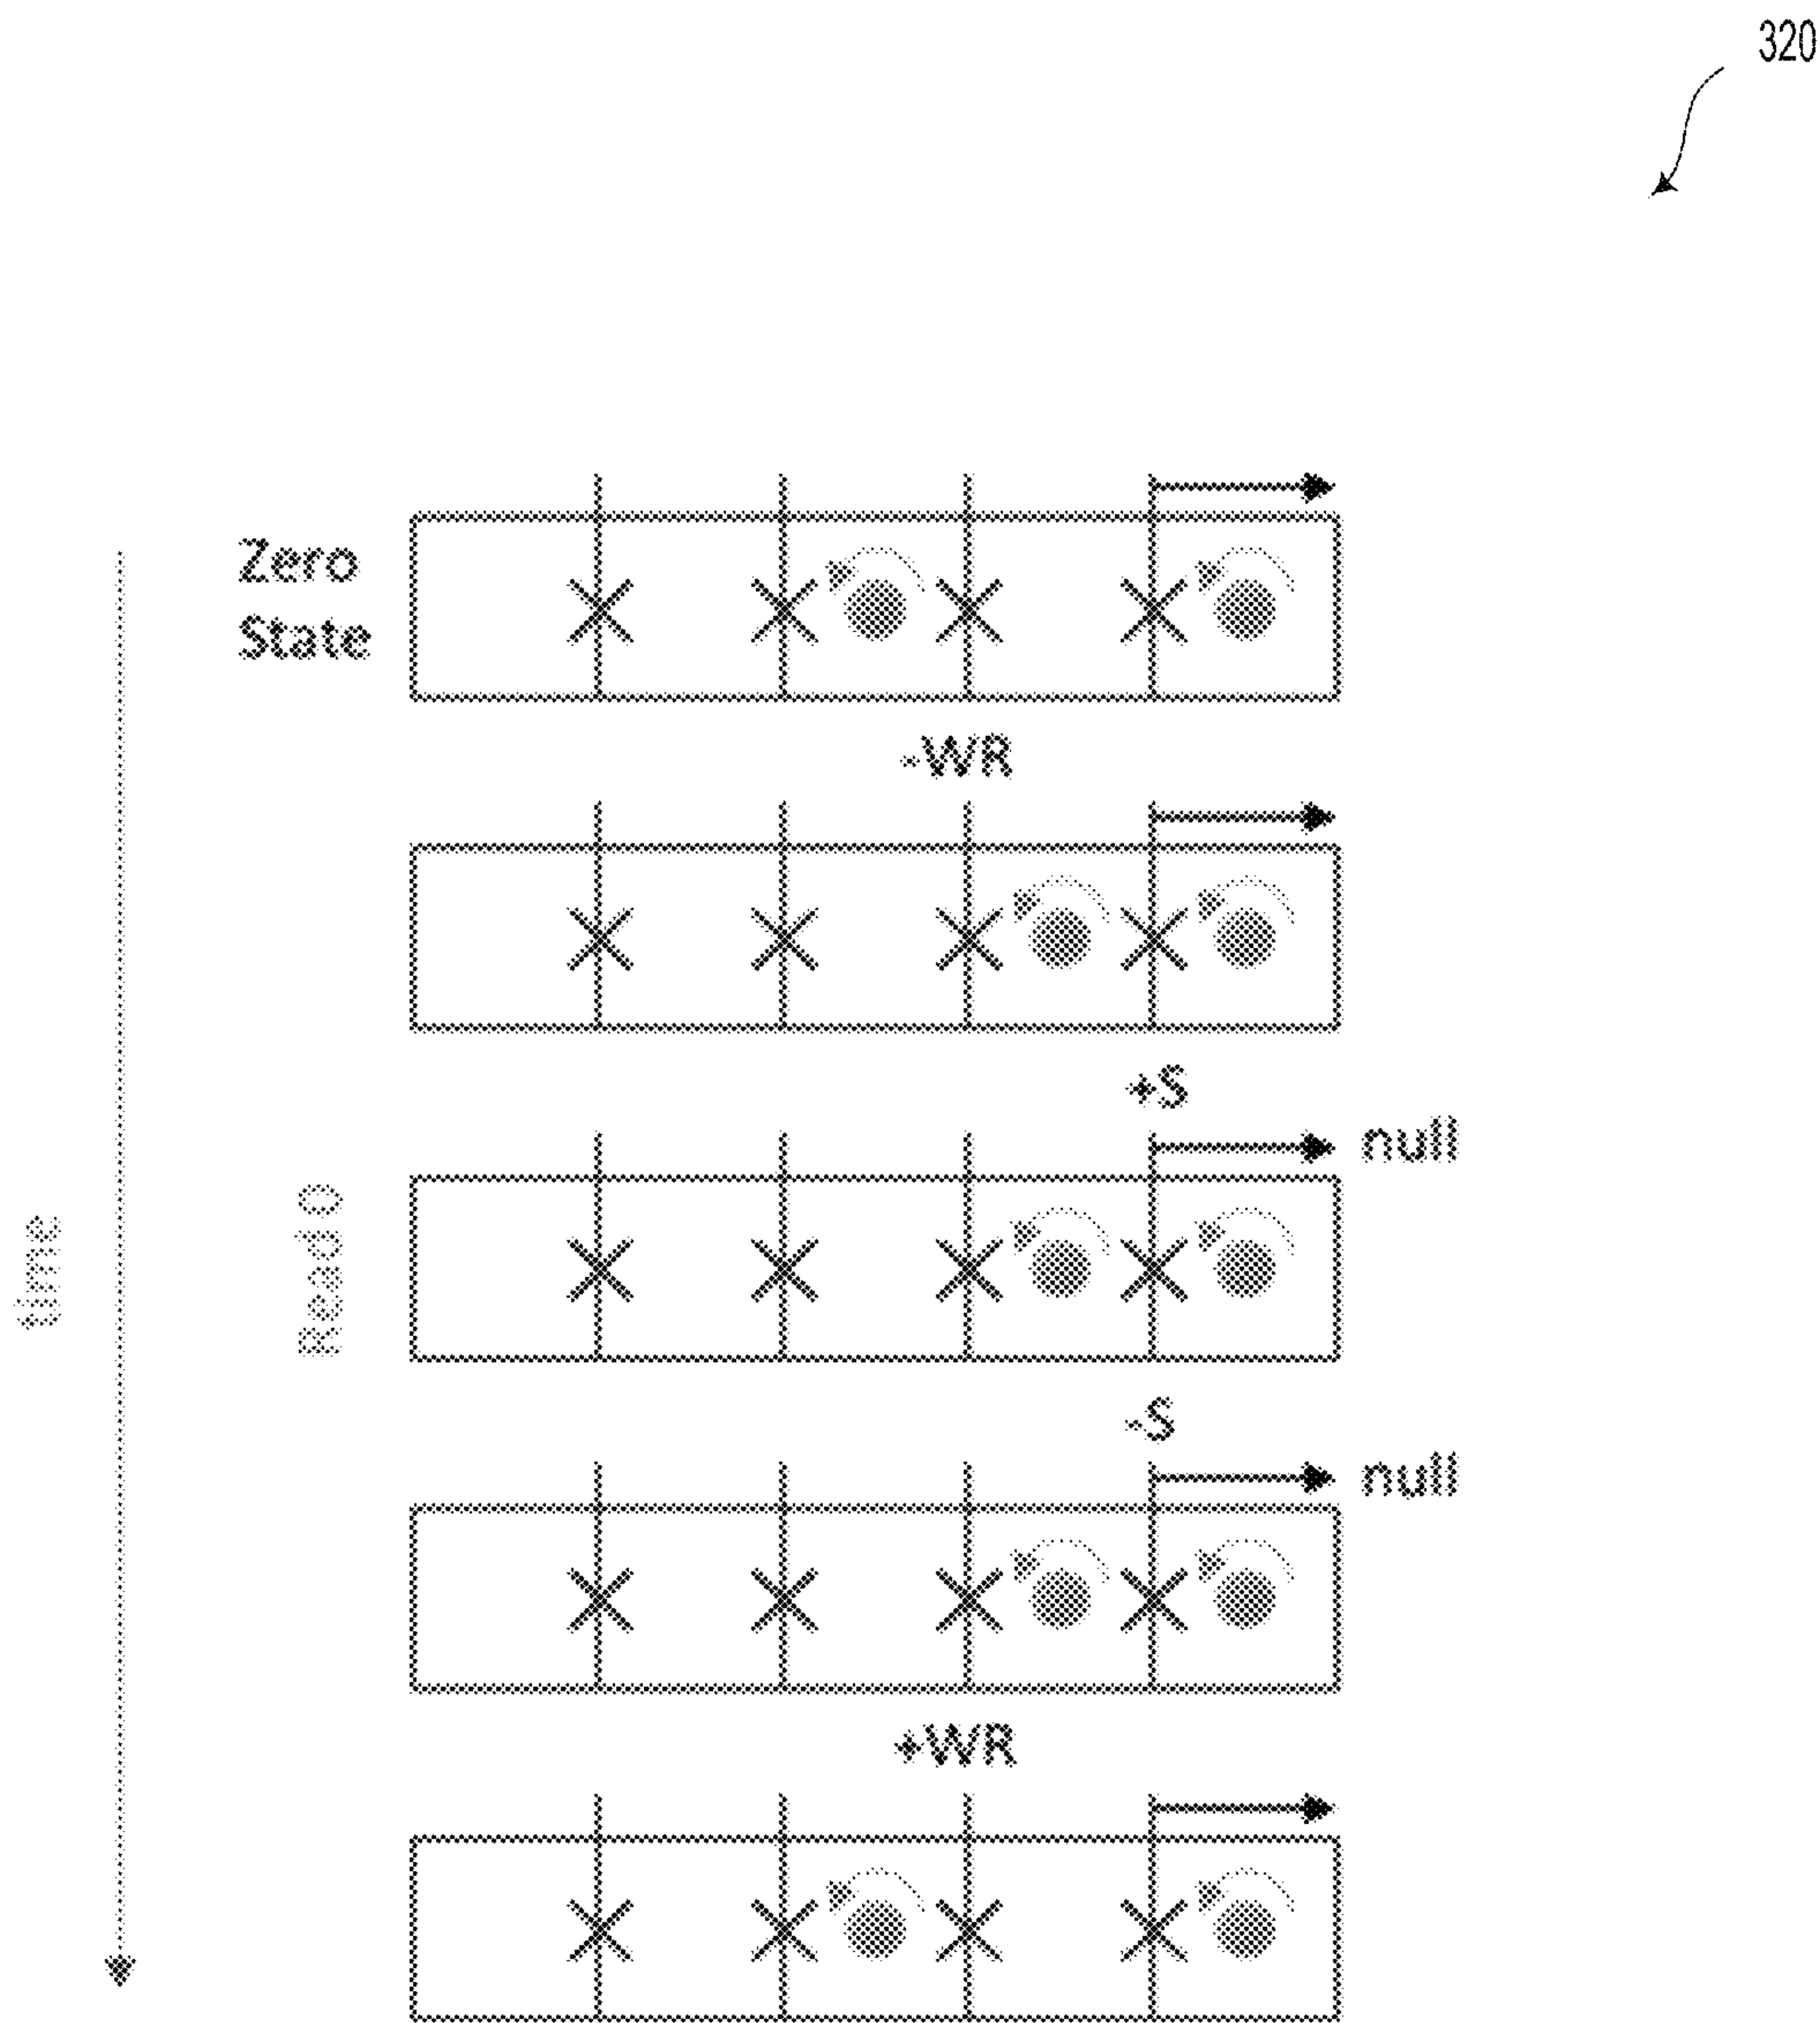 320
Zero
State
-WR
+S
null
time
Read 0
-S
null
+WR